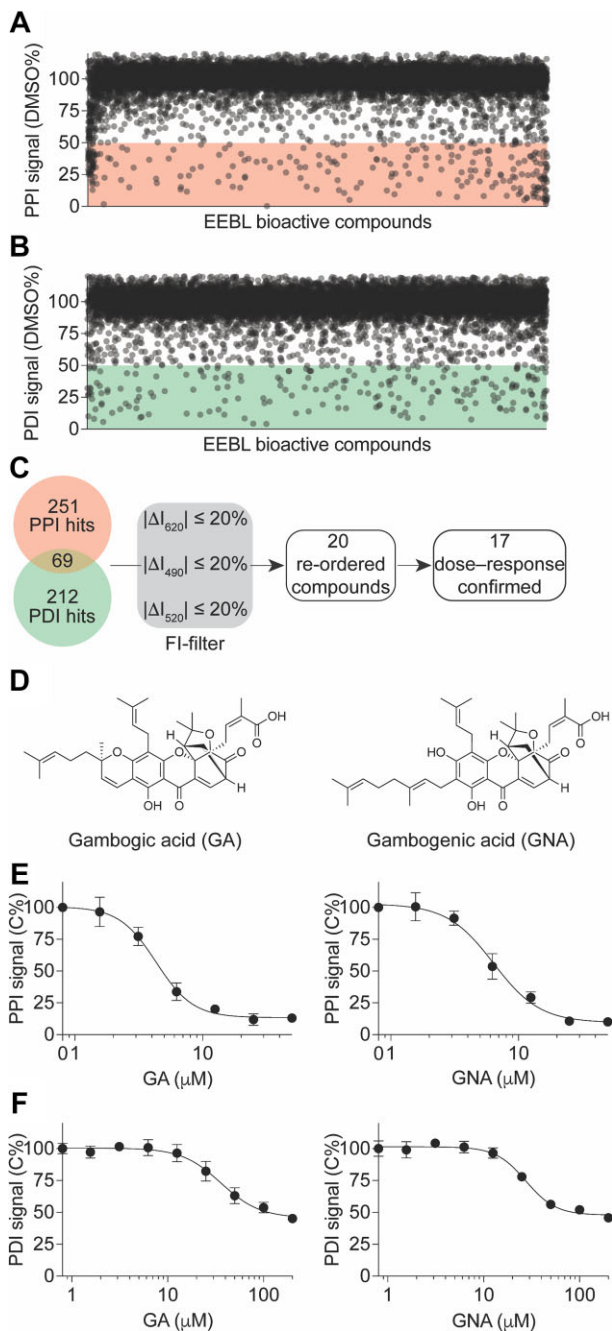 A
PPI signal (DMSO%)
100
75
50
25
0
EEBL bioactive compounds
B
PDI signal (DMSO%)
100
75
50
25
0
EEBL bioactive compounds
C
251
PPI hits
69
212
PDI hits
|ΔI620| ≤ 20%
|ΔI490| ≤ 20%
|ΔI520| ≤ 20%
FI-filter
20
re-ordered
compounds
17
dose–response
confirmed
D
H
O
O
OH
O
O
O
OH
O
H
Gambogic acid (GA)
H
O
O
OH
HO
O
O
OH
O
H
Gambogenic acid (GNA)
E
PPI signal (C%)
100
75
50
25
0
0 1 10
GA (μM)
PPI signal (C%)
100
75
50
25
0
0 1 10
GNA (μM)
F
PDI signal (C%)
100
75
50
25
0
1 10 100
GA (μM)
PDI signal (C%)
100
75
50
25
0
1 10 100
GNA (μM)